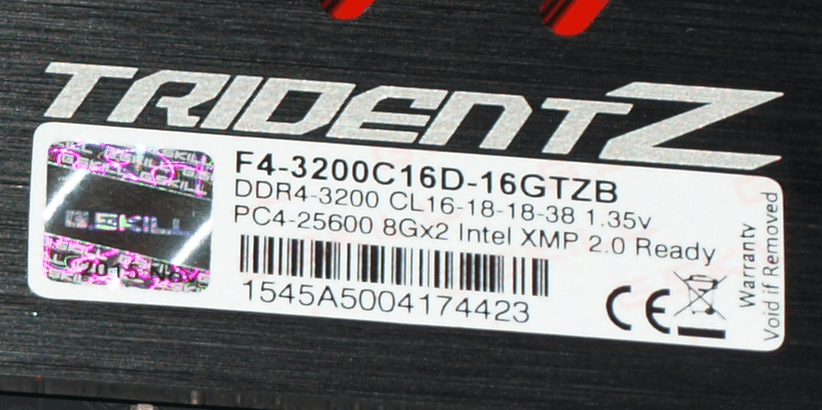 TRIDENTZ
F4-3200C16D-16GTZB
DDR4-3200 CL16-18-18-38 1.35v
PC4-25600 8Gx2 Intel XMP 2.0 Ready
1545A5004174423
CE
Warranty
Void if Removed
G.SKILL